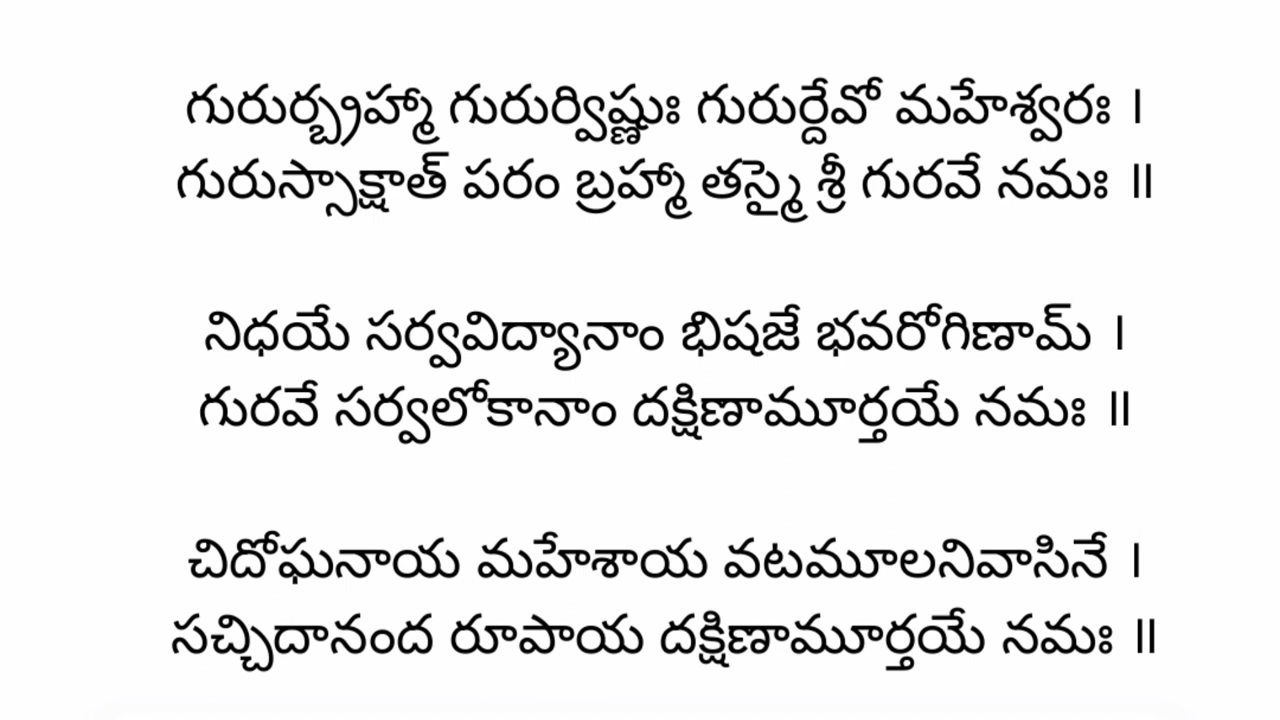 గురుర్బ్రహ్మా గురుర్విష్ణుః గురుర్దేవో మహేశ్వరః ।
గురుస్సాక్షాత్ పరం బ్రహ్మా తస్మై శ్రీ గురవే నమః ॥
నిధయే సర్వవిద్యానాం భిషజే భవరోగిణామ్ ।
గురవే సర్వలోకానాం దక్షిణామూర్తయే నమః ॥
చిదోఘనాయ మహేశాయ వటమూలనివాసినే ।
సచ్చిదానంద రూపాయ దక్షిణామూర్తయే నమః ॥